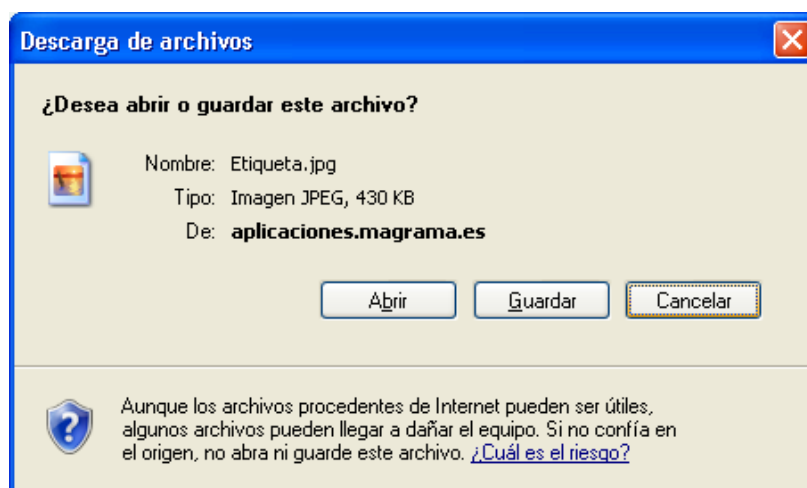 Descarga de archivos
¿Desea abrir o guardar este archivo?
Nombre: Etiqueta.jpg
Tipo: Imagen JPEG, 430 KB
De: aplicaciones.magrama.es
Abrir Guardar Cancelar
Aunque los archivos procedentes de Internet pueden ser útiles,
algunos archivos pueden llegar a dañar el equipo. Si no confía en
el origen, no abra ni guarde este archivo. ¿Cuál es el riesgo?